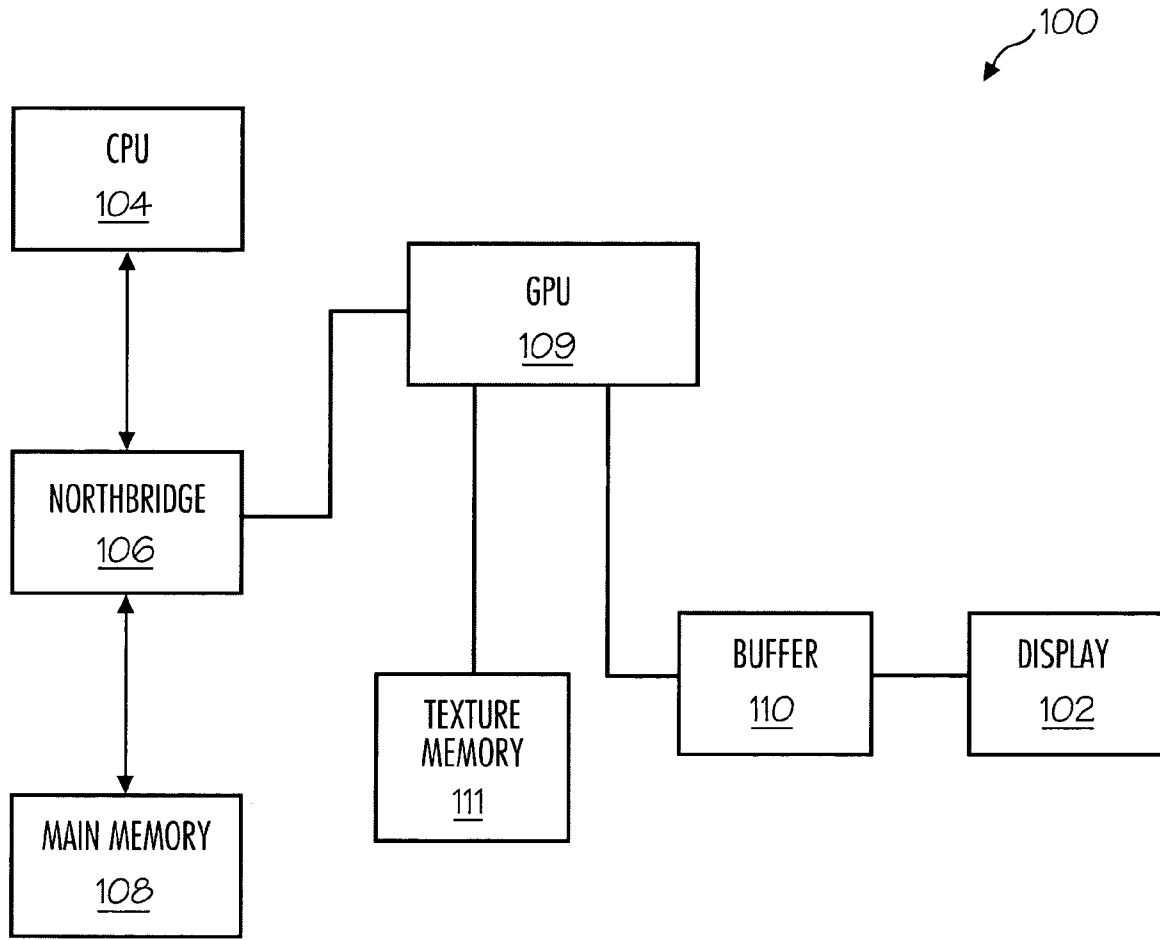 100
CPU
104
GPU
109
NORTHBRIDGE
106
BUFFER
110
DISPLAY
102
TEXTURE
MEMORY
111
MAIN MEMORY
108